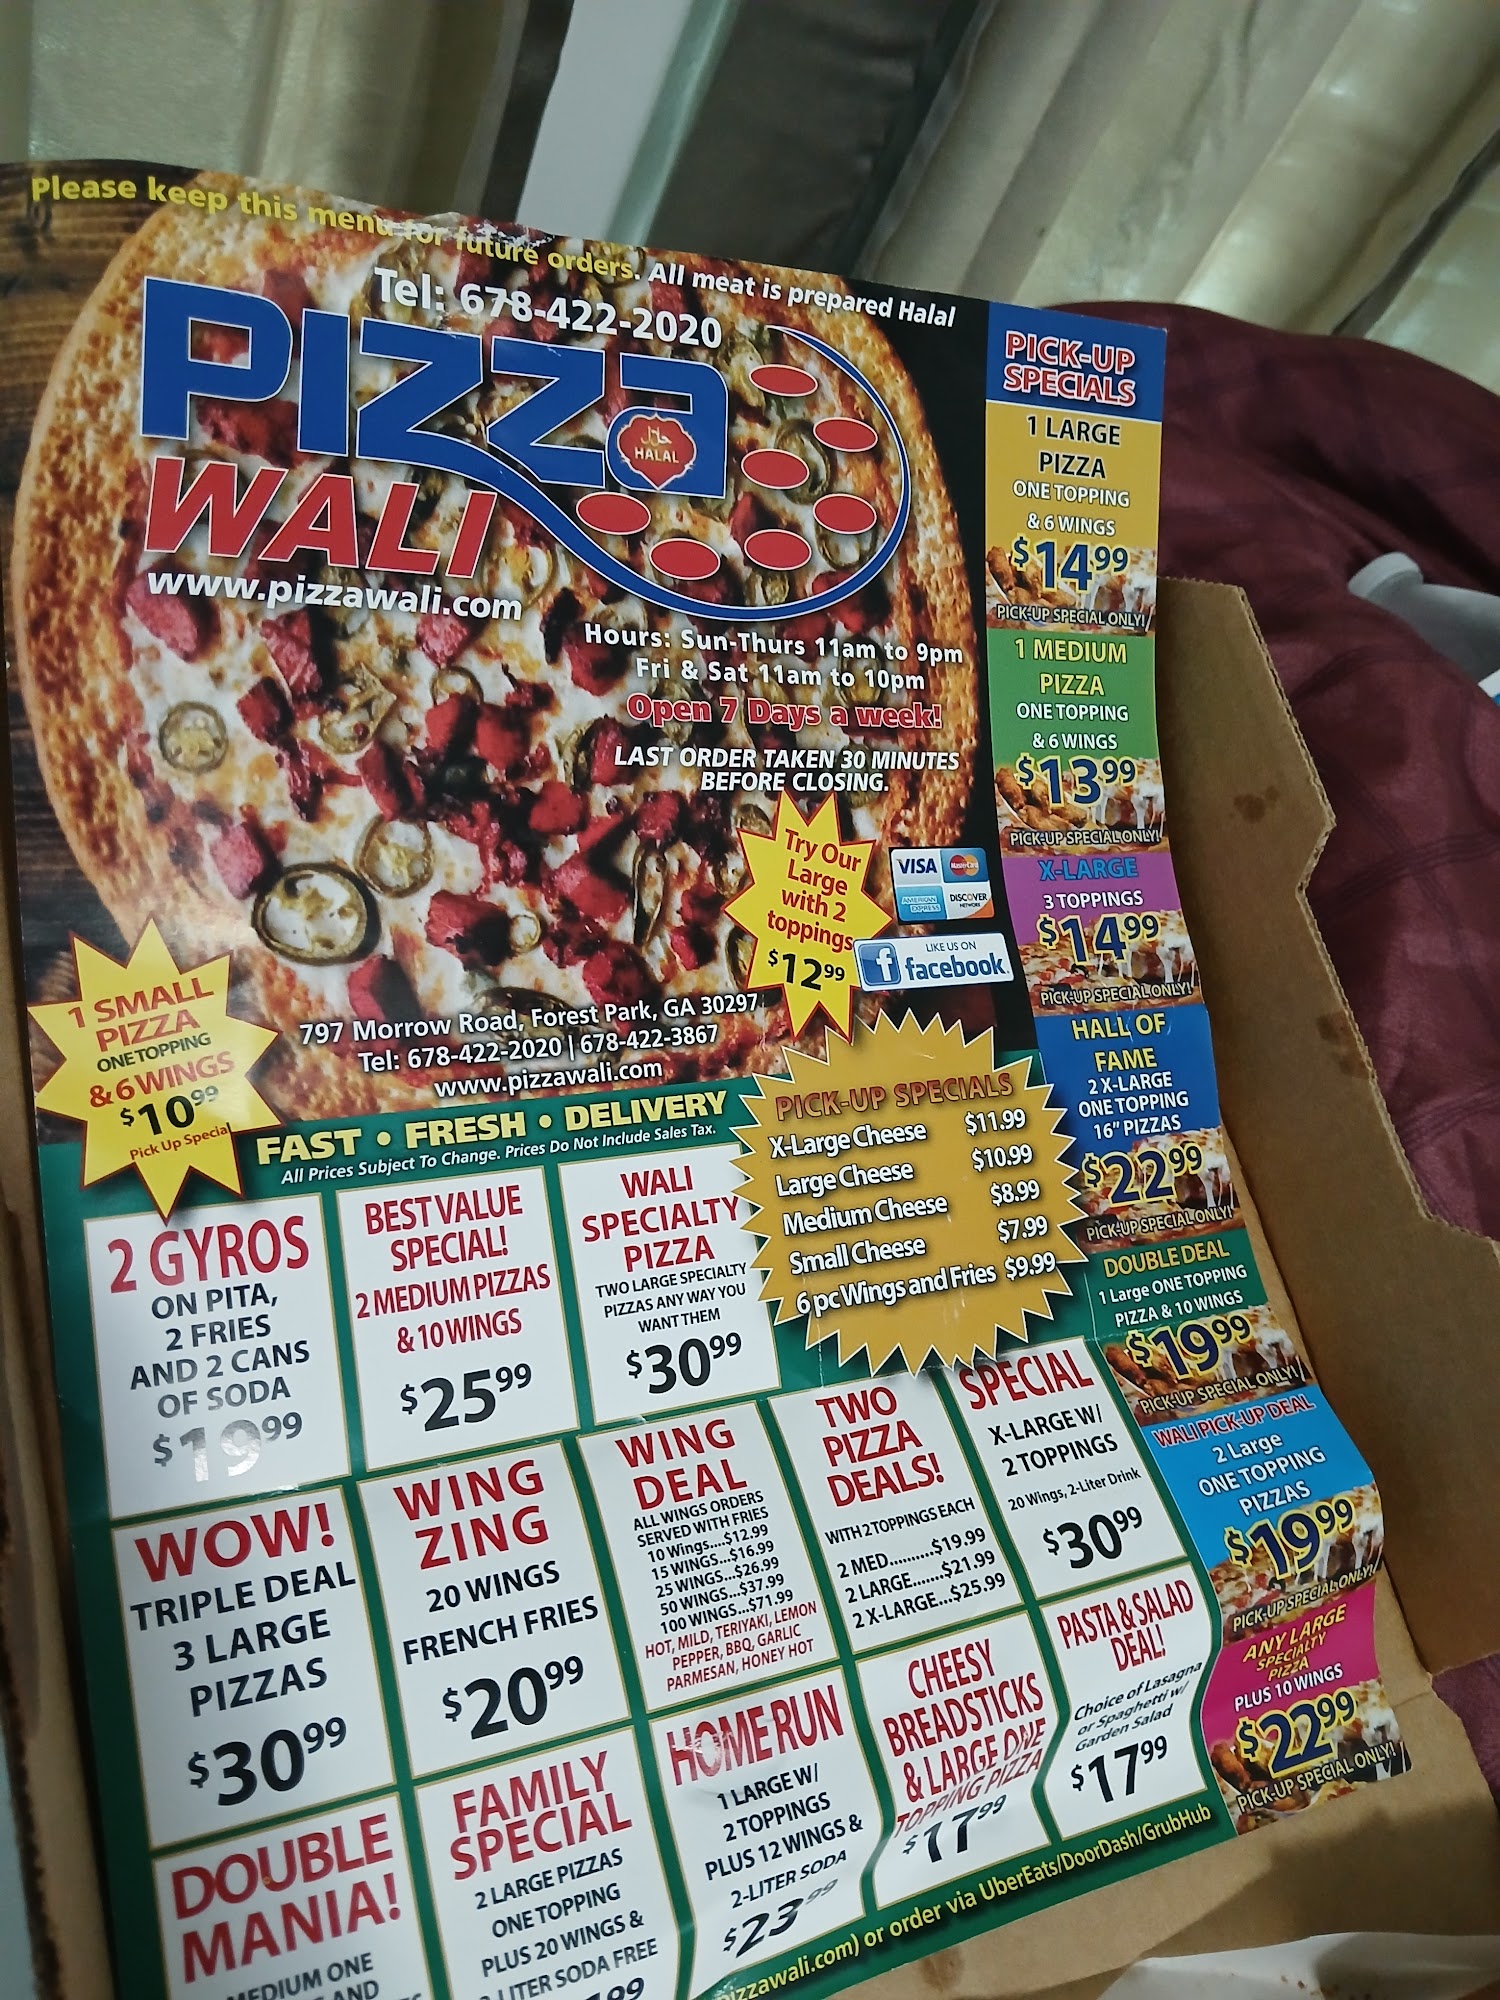 Please keep this menu for future orders. All meat is prepared Halal
Tel: 678-422-2020
PIZZA
حلال
HALAL
WALI
www.pizzawali.com
Hours: Sun-Thurs 11am to 9pm
Fri & Sat 11am to 10pm
Open 7 Days a week!
LAST ORDER TAKEN 30 MINUTES
BEFORE CLOSING.
Try Our
Large
with 2
toppings
$12.99
VISA
MasterCard
AMERICAN
EXPRESS
DISCOVER
NETWORK
LIKE US ON
facebook.
1 SMALL
PIZZA
ONE TOPPING
& 6 WINGS
$10.99
Pick Up Special
797 Morrow Road, Forest Park, GA 30297
Tel: 678-422-2020 | 678-422-3867
www.pizzawali.com
FAST • FRESH • DELIVERY
All Prices Subject To Change. Prices Do Not Include Sales Tax.
PICK-UP SPECIALS
X-Large Cheese $11.99
Large Cheese $10.99
Medium Cheese $8.99
Small Cheese $7.99
6 pc Wings and Fries $9.99
2 GYROS
ON PITA,
2 FRIES
AND 2 CANS
OF SODA
$19.99
BEST VALUE
SPECIAL!
2 MEDIUM PIZZAS
& 10 WINGS
$25.99
WALI
SPECIALTY
PIZZA
TWO LARGE SPECIALTY
PIZZAS ANY WAY YOU
WANT THEM
$30.99
WOW!
TRIPLE DEAL
3 LARGE
PIZZAS
$30.99
WING
ZING
20 WINGS
FRENCH FRIES
$20.99
WING
DEAL
ALL WINGS ORDERS
SERVED WITH FRIES
10 Wings....$12.99
15 WINGS...$16.99
25 WINGS...$26.99
50 WINGS...$37.99
100 WINGS...$71.99
HOT, MILD, TERIYAKI, LEMON
PEPPER, BBQ, GARLIC
PARMESAN, HONEY HOT
TWO
PIZZA
DEALS!
WITH 2 TOPPINGS EACH
2 MED..........$19.99
2 LARGE.......$21.99
2 X-LARGE...$25.99
SPECIAL
X-LARGE W/
2 TOPPINGS
20 Wings, 2-Liter Drink
$30.99
DOUBLE
MANIA!
MEDIUM ONE
AND
FAMILY
SPECIAL
2 LARGE PIZZAS
ONE TOPPING
PLUS 20 WINGS &
LITER SODA FREE
.99
HOME RUN
1 LARGE W/
2 TOPPINGS
PLUS 12 WINGS &
2-LITER SODA
$23.99
CHEESY
BREADSTICKS
& LARGE ONE
TOPPING PIZZA
$17.99
PASTA & SALAD
DEAL!
Choice of Lasagna
or Spaghetti w/
Garden Salad
$17.99
pizzawali.com) or order via UberEats/DoorDash/GrubHub
PICK-UP
SPECIALS
1 LARGE
PIZZA
ONE TOPPING
& 6 WINGS
$14.99
PICK-UP SPECIAL ONLY!
1 MEDIUM
PIZZA
ONE TOPPING
& 6 WINGS
$13.99
PICK-UP SPECIAL ONLY!
X-LARGE
3 TOPPINGS
$14.99
PICK-UP SPECIAL ONLY!
HALL OF
FAME
2 X-LARGE
ONE TOPPING
16" PIZZAS
$22.99
PICK-UP SPECIAL ONLY!
DOUBLE DEAL
1 Large ONE TOPPING
PIZZA & 10 WINGS
$19.99
PICK-UP SPECIAL ONLY!
WALI PICK-UP DEAL
2 Large
ONE TOPPING
PIZZAS
$19.99
PICK-UP SPECIAL ONLY!
ANY LARGE
SPECIALTY
PIZZA
PLUS 10 WINGS
$22.99
PICK-UP SPECIAL ONLY!